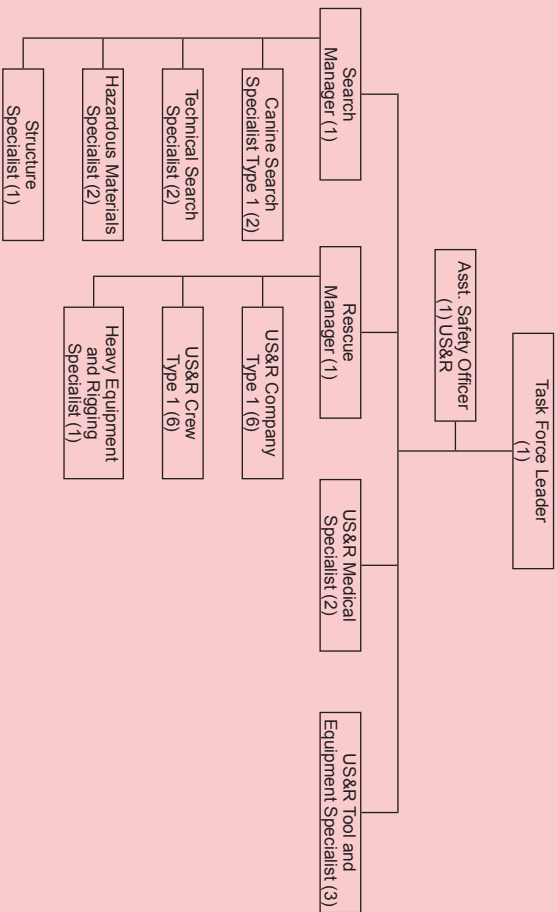 Task Force Leader
(1)
Asst. Safety Officer
(1) US&R
Search
Manager (1)
Canine Search
Specialist Type 1 (2)
Technical Search
Specialist (2)
Hazardous Materials
Specialist (2)
Structure
Specialist (1)
Rescue
Manager (1)
US&R Company
Type 1 (6)
US&R Crew
Type 1 (6)
Heavy Equipment
and Rigging
Specialist (1)
US&R Medical
Specialist (2)
US&R Tool and
Equipment Specialist (3)